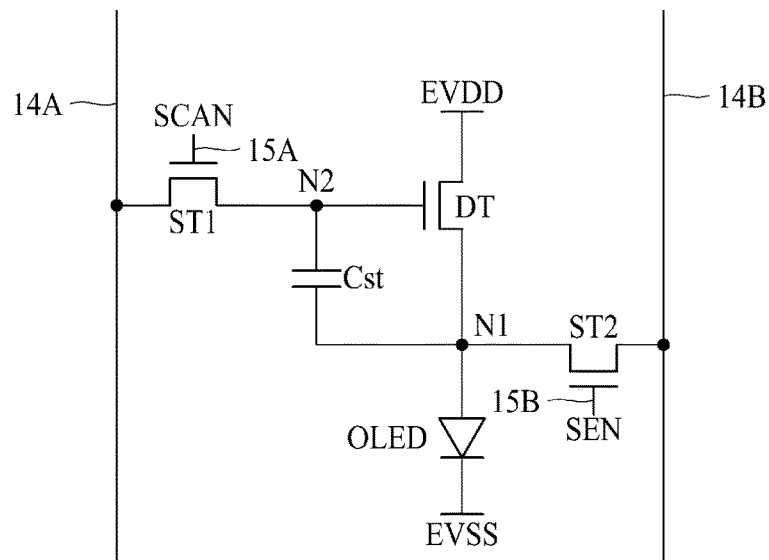 14A
SCAN
15A
N2
ST1
EVDD
14B
DT
Cst
N1
ST2
15B
SEN
OLED
EVSS